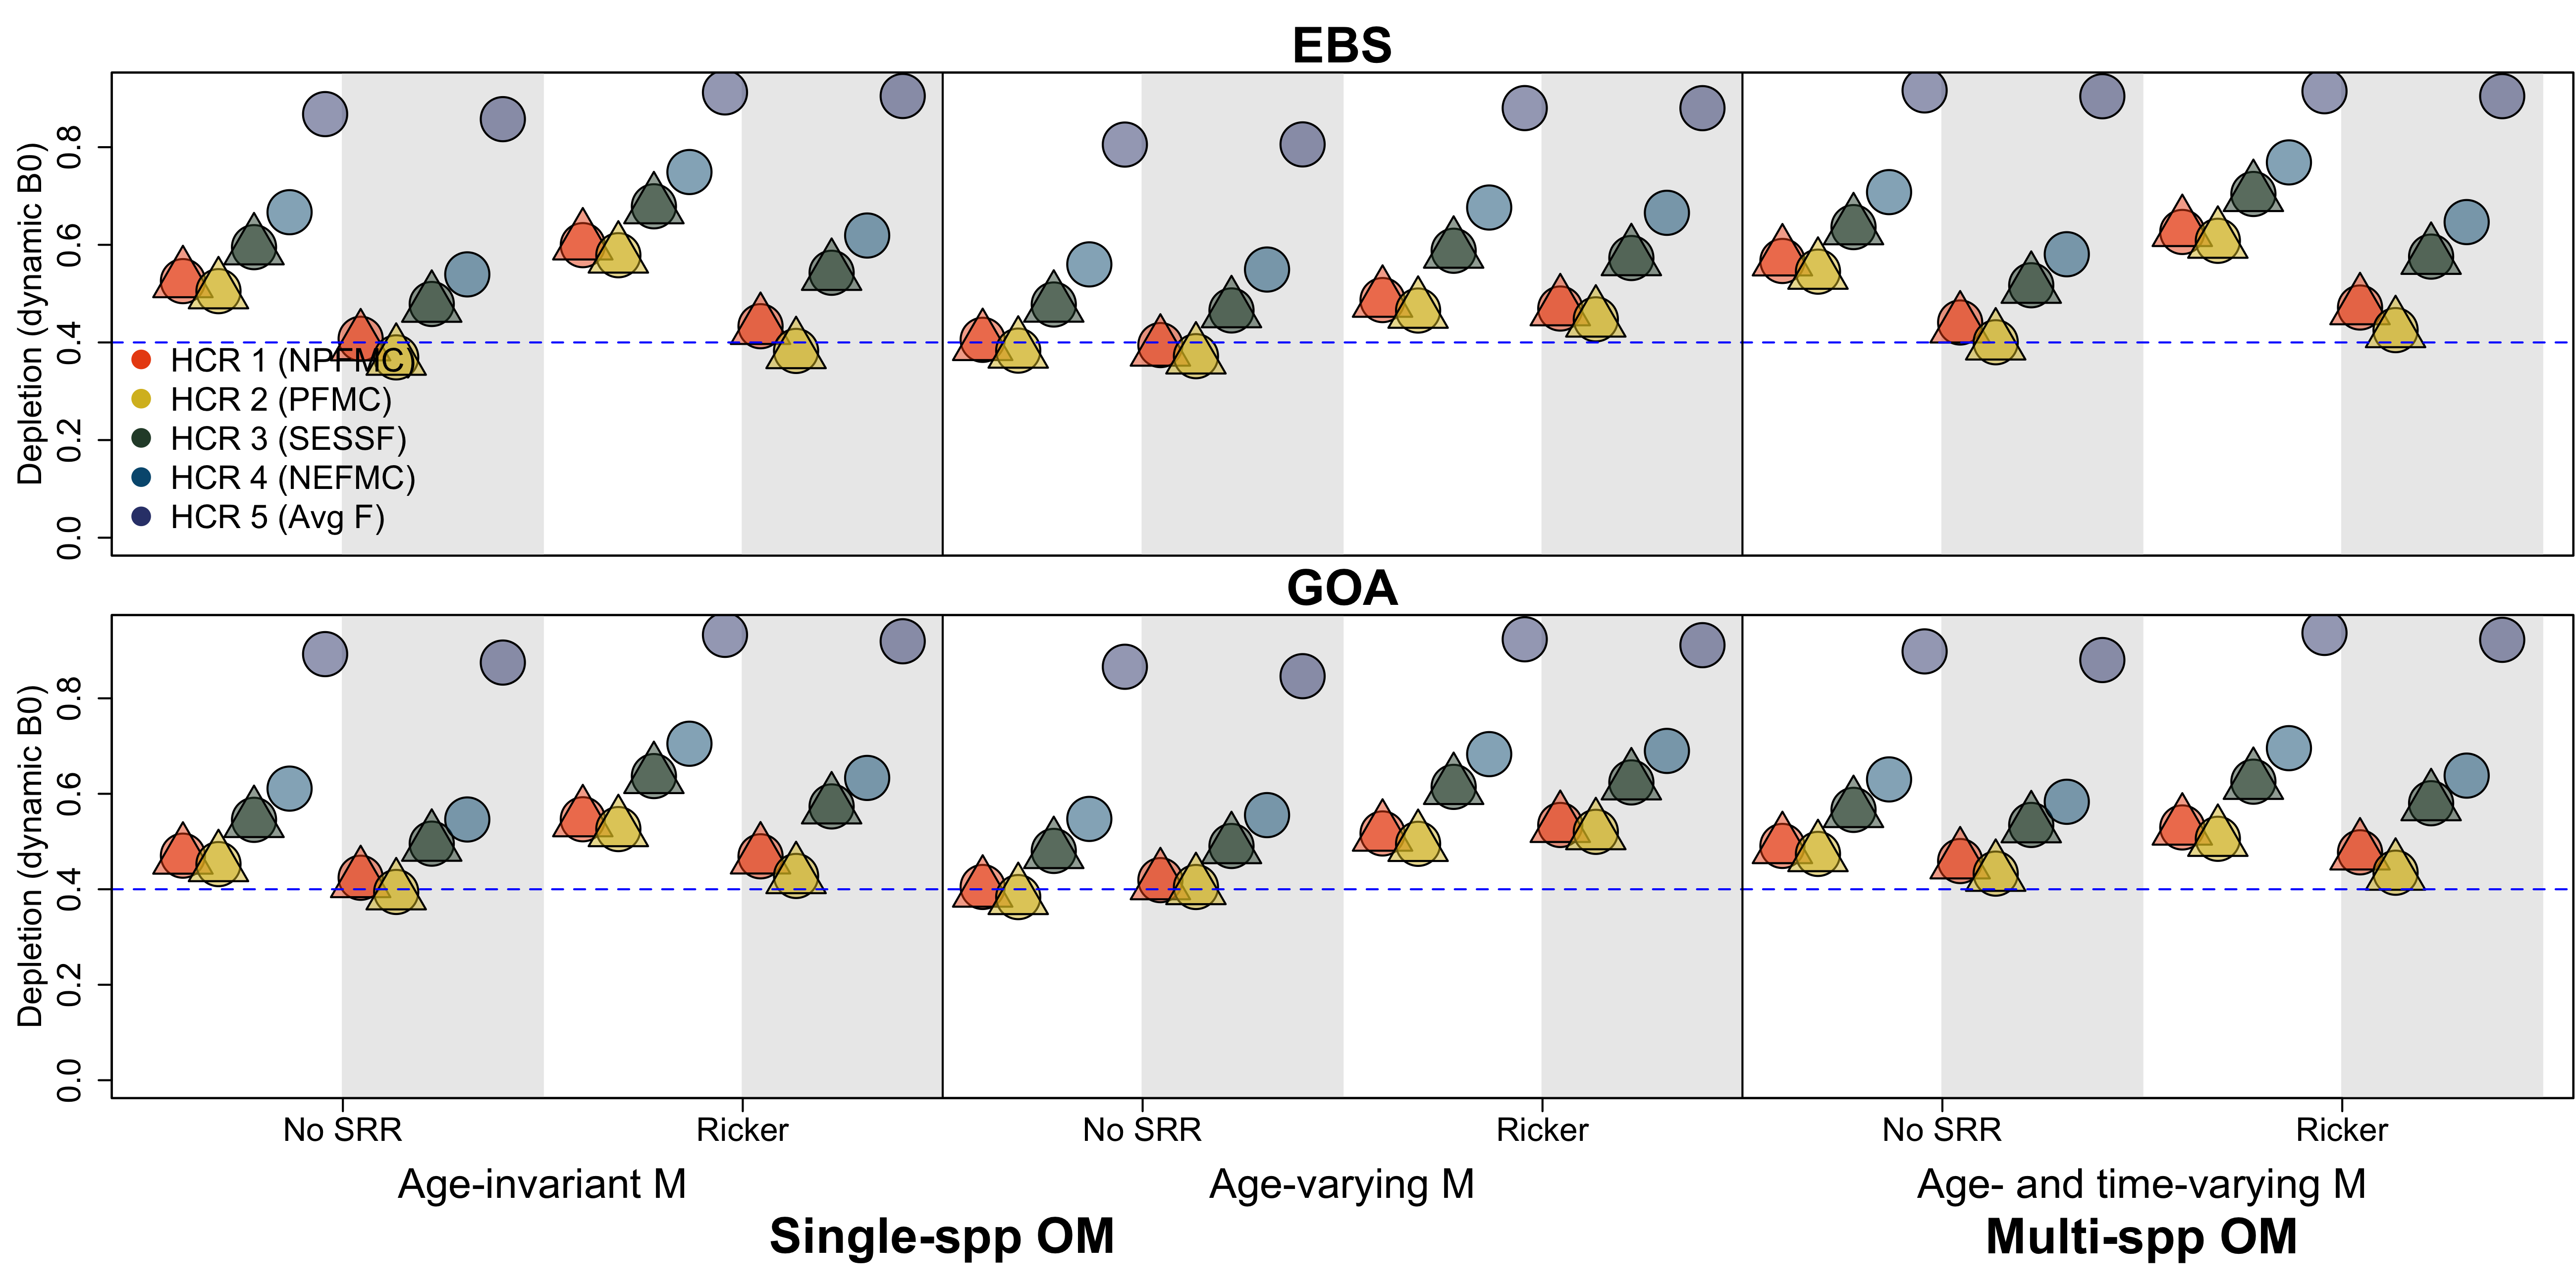 EBS
Depletion (dynamic B0)
0.8
0.6
0.4
0.2
0.0
HCR 1 (NPFMC)
HCR 2 (PFMC)
HCR 3 (SESSF)
HCR 4 (NEFMC)
HCR 5 (Avg F)
GOA
Depletion (dynamic B0)
0.8
0.6
0.4
0.2
0.0
No SRR Ricker No SRR Ricker No SRR Ricker
Age-invariant M Age-varying M Age- and time-varying M
Single-spp OM Multi-spp OM